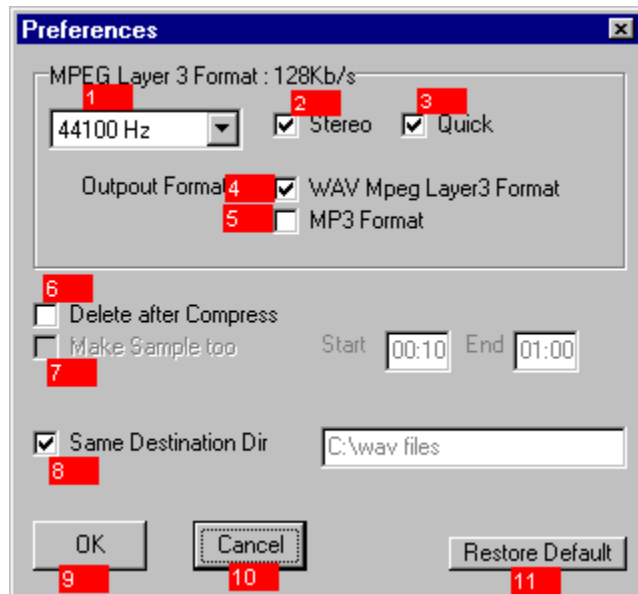 Preferences
MPEG Layer 3 Format : 128Kb/s
1
2
3
44100 Hz
Stereo
Quick
Outpout Format
4
WAV Mpeg Layer3 Format
5
MP3 Format
6
Delete after Compress
Make Sample too
Start
00:10
End
01:00
7
Same Destination Dir
C:\wav files
8
OK
Cancel
Restore Default
9
10
11